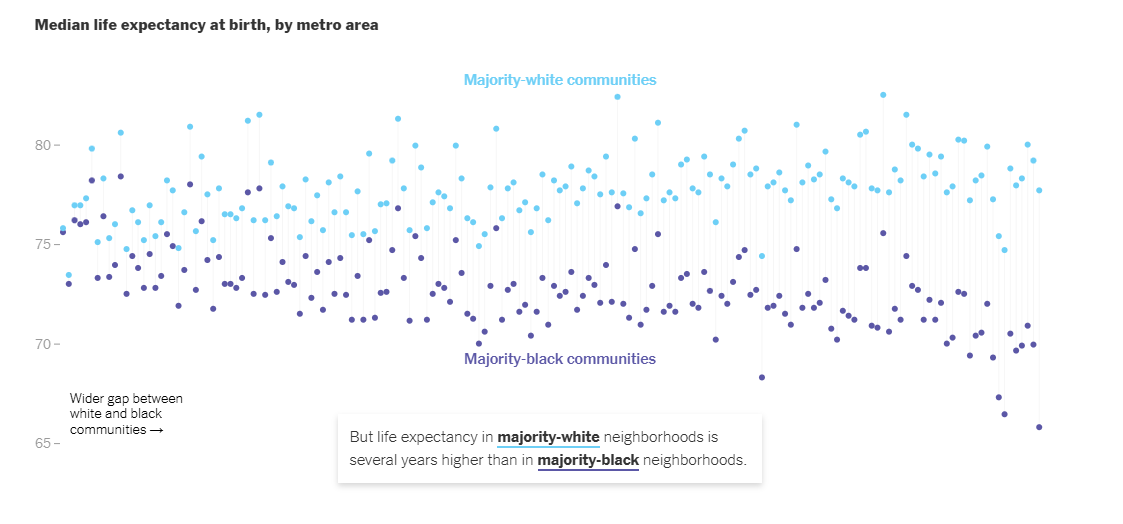 Median life expectancy at birth, by metro area
Majority-white communities
80
75
70
Majority-black communities
Wider gap between
white and black
communities →
65
But life expectancy in majority-white neighborhoods is
several years higher than in majority-black neighborhoods.